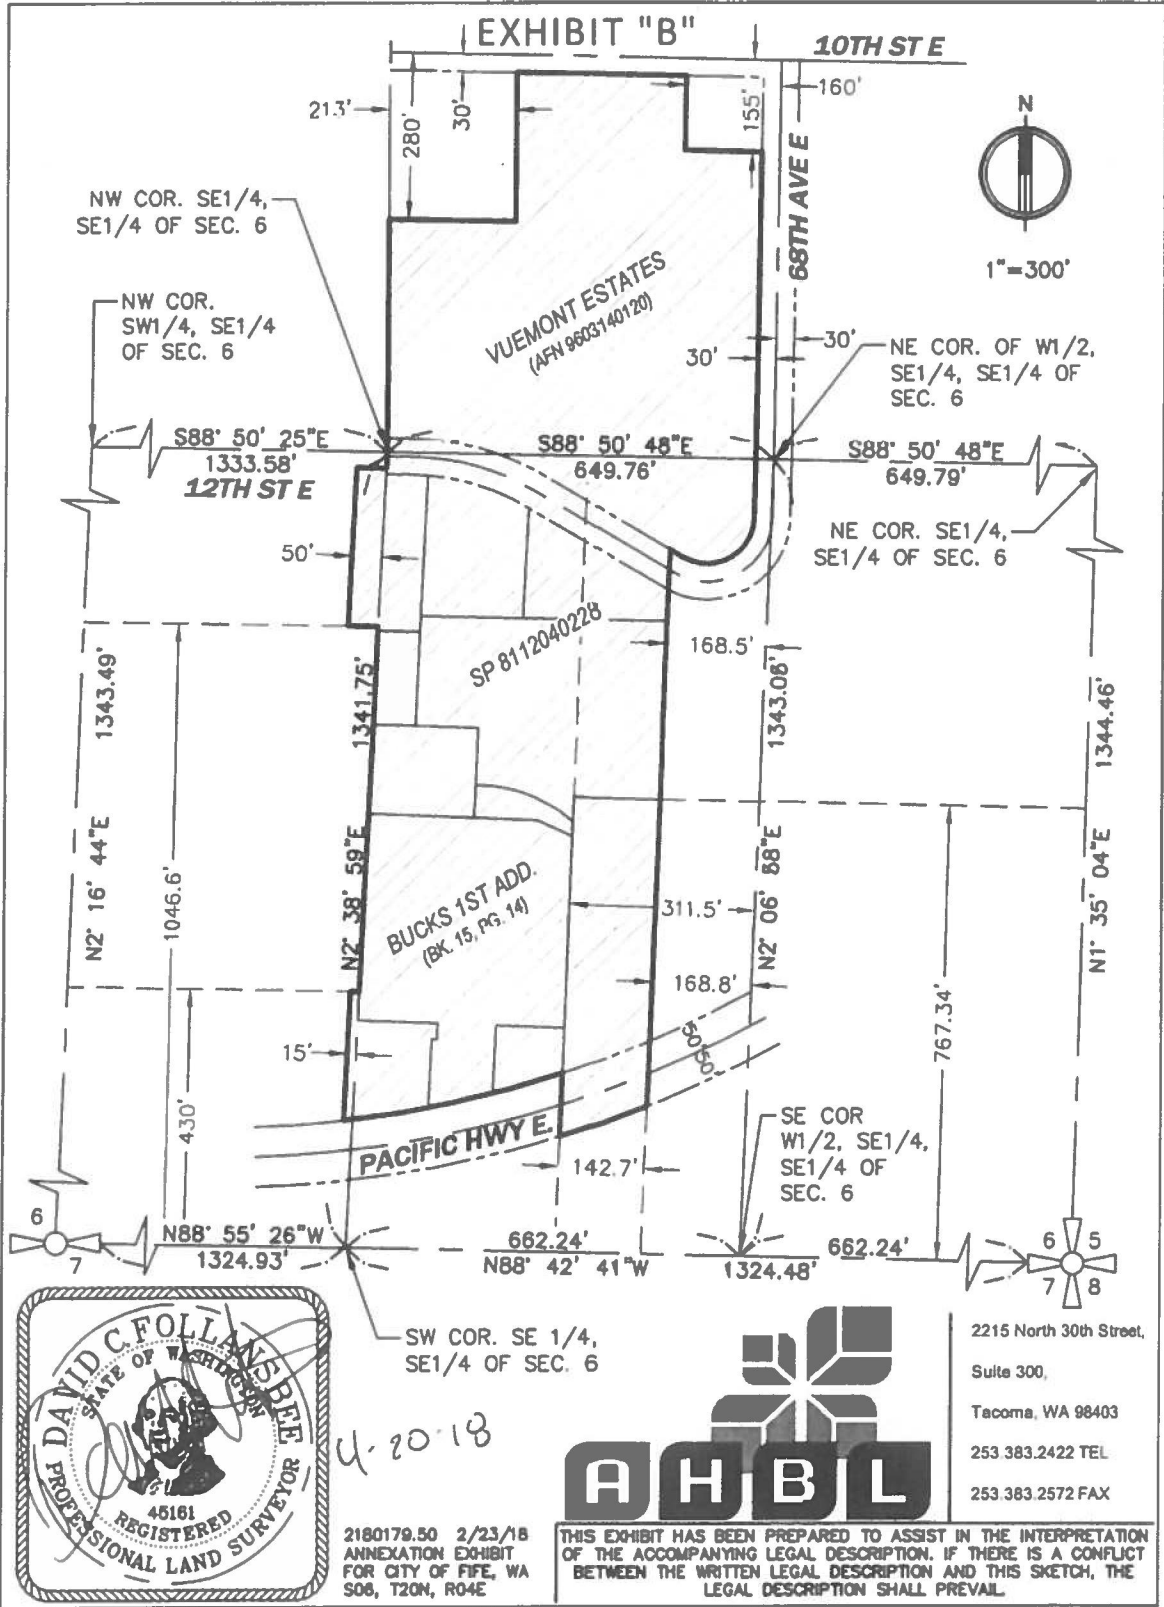 EXHIBIT "B"
10TH ST E
213'
280'
30'
155'
160'
68TH AVE E
N
1"=300'
NW COR. SE1/4,
SE1/4 OF SEC. 6
NW COR.
SW1/4, SE1/4
OF SEC. 6
VUEMONT ESTATES
(AFN 9603140120)
30'
30'
NE COR. OF W1/2,
SE1/4, SE1/4 OF
SEC. 6
S88° 50' 25"E
1333.58'
12TH ST E
S88° 50' 48"E
649.76'
S88° 50' 48"E
649.79'
NE COR. SE1/4,
SE1/4 OF SEC. 6
50'
SP 8112040228
168.5'
1343.49'
N2° 16' 44"E
1046.6'
1341.75'
N2° 38' 59"E
1343.06'
N2° 06' 58"E
1344.46'
N1° 35' 04"E
BUCKS 1ST ADD.
(BK. 15, PG. 14)
311.5'
168.8'
767.34'
15'
430'
50'
50'
PACIFIC HWY E.
142.7'
SE COR
W1/2, SE1/4,
SE1/4 OF
SEC. 6
6
7
N88° 55' 26"W
1324.93'
662.24'
N88° 42' 41"W
1324.48'
662.24'
6 5
7 8
SW COR. SE 1/4,
SE1/4 OF SEC. 6
DAVID C. FOLLANSBEE
STATE OF WASHINGTON
45161
REGISTERED
PROFESSIONAL LAND SURVEYOR
4-20-18
AHBL
2215 North 30th Street,
Suite 300,
Tacoma, WA 98403
253.383.2422 TEL
253.383.2572 FAX
2180179.50 2/23/18
ANNEXATION EXHIBIT
FOR CITY OF FIFE, WA
S06, T20N, R04E
THIS EXHIBIT HAS BEEN PREPARED TO ASSIST IN THE INTERPRETATION
OF THE ACCOMPANYING LEGAL DESCRIPTION. IF THERE IS A CONFLICT
BETWEEN THE WRITTEN LEGAL DESCRIPTION AND THIS SKETCH, THE
LEGAL DESCRIPTION SHALL PREVAIL.